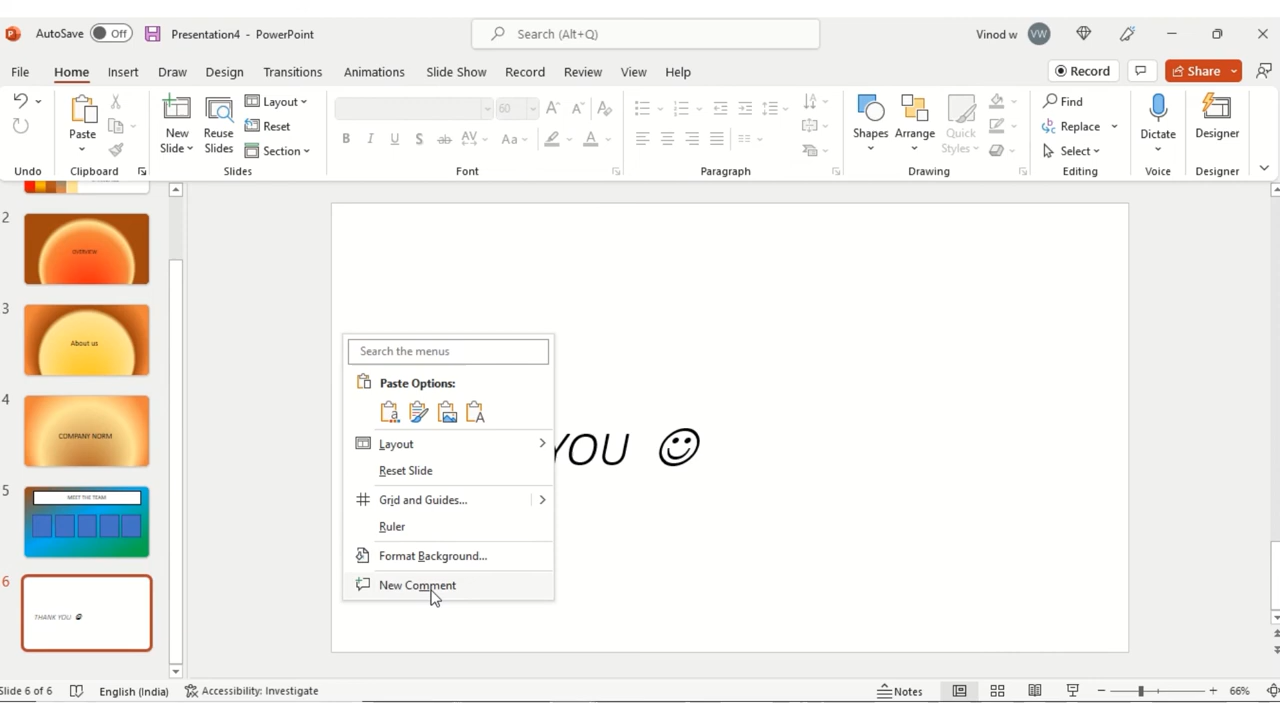 AutoSave Off Presentation4 - PowerPoint Search (Alt+Q) Vinod w VW
File Home Insert Draw Design Transitions Animations Slide Show Record Review View Help Record Share
Paste New Slide Reuse Slides Layout Reset Section 60 Shapes Arrange Quick Styles Find Replace Select Dictate Designer
Undo Clipboard Slides Font Paragraph Drawing Editing Voice Designer
2
OVERVIEW
3
About us
4
COMPANY NORM
5
MEET THE TEAM
6
THANK YOU ☻
Search the menus
Paste Options:
Layout
Reset Slide
Grid and Guides...
Ruler
Format Background...
New Comment
YOU ☺
Slide 6 of 6 English (India) Accessibility: Investigate Notes 66%